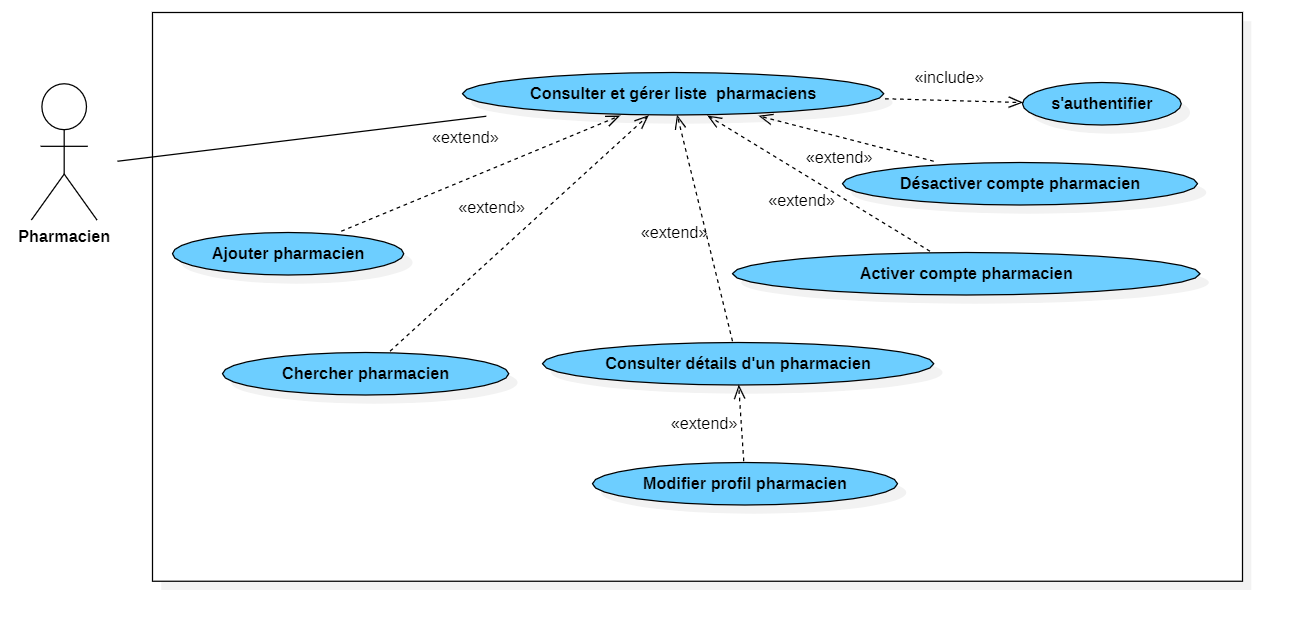 «include»
Consulter et gérer liste  pharmaciens
s'authentifier
«extend»
«extend»
Désactiver compte pharmacien
«extend»
«extend»
«extend»
Pharmacien
Ajouter pharmacien
Activer compte pharmacien
Consulter détails d'un pharmacien
Chercher pharmacien
«extend»
Modifier profil pharmacien